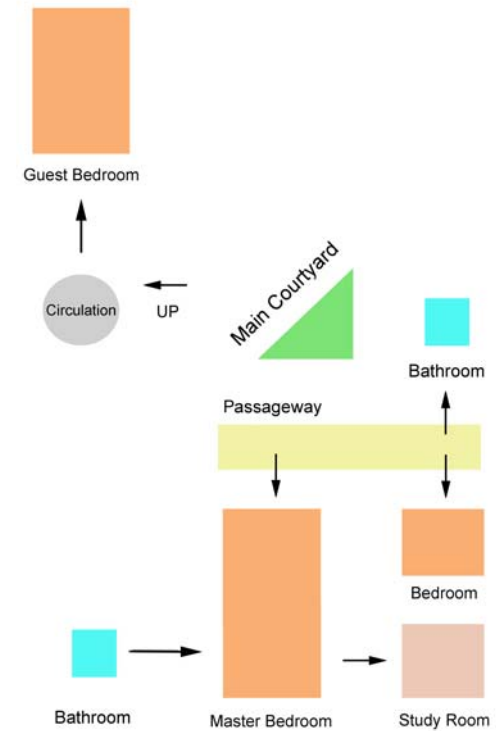 Guest Bedroom
Main Courtyard
Circulation
UP
Bathroom
Passageway
Bedroom
Bathroom
Master Bedroom
Study Room